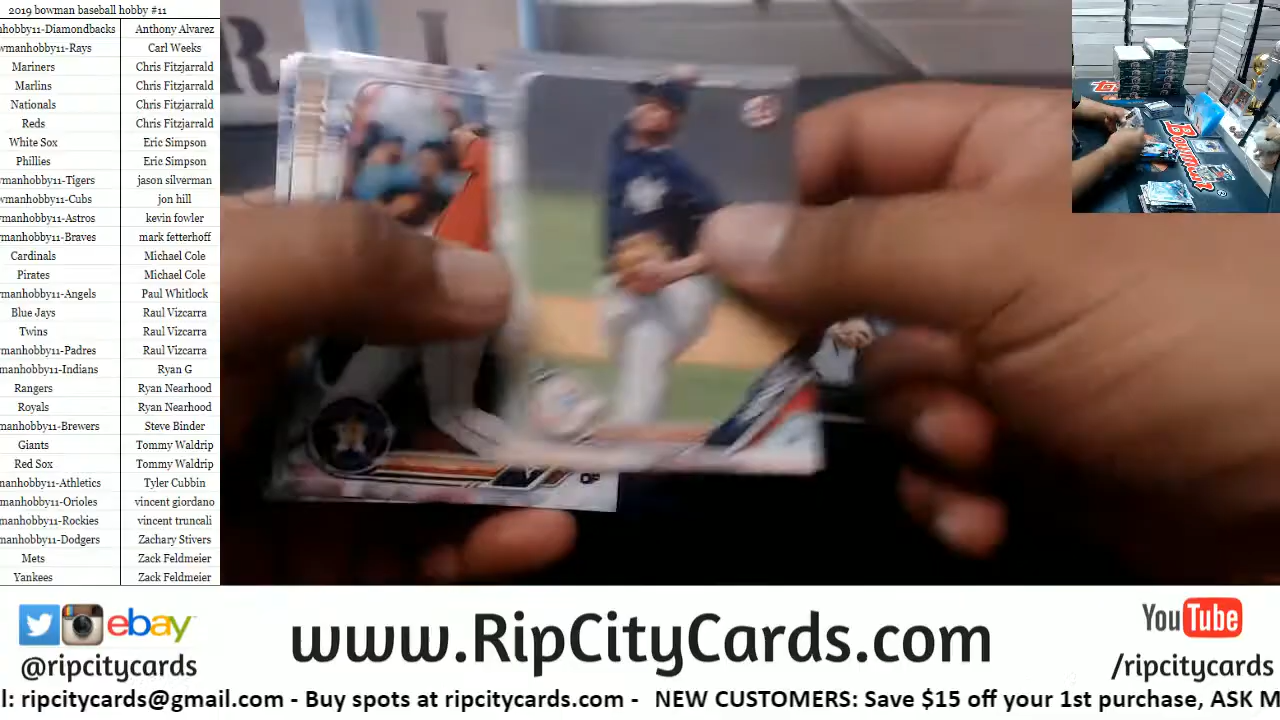 2019 bowman baseball hobby #11
nhobby11-Diamondbacks Anthony Alvarez
wmanhobby11-Rays Carl Weeks
Mariners Chris Fitzjarrald
Marlins Chris Fitzjarrald
Nationals Chris Fitzjarrald
Reds Chris Fitzjarrald
White Sox Eric Simpson
Phillies Eric Simpson
wmanhobby11-Tigers jason silverman
wmanhobby11-Cubs jon hill
manhobby11-Astros kevin fowler
manhobby11-Braves mark fetterhoff
Cardinals Michael Cole
Pirates Michael Cole
wmanhobby11-Angels Paul Whitlock
Blue Jays Raul Vizcarra
Twins Raul Vizcarra
wmanhobby11-Padres Raul Vizcarra
manhobby11-Indians Ryan G
Rangers Ryan Nearhood
Royals Ryan Nearhood
manhobby11-Brewers Steve Binder
Giants Tommy Waldrip
Red Sox Tommy Waldrip
manhobby11-Athletics Tyler Cubbin
manhobby11-Orioles vincent giordano
manhobby11-Rockies vincent truncali
manhobby11-Dodgers Zachary Stivers
Mets Zack Feldmeier
Yankees Zack Feldmeier
Bowman
ebay
@ripcitycards
www.RipCityCards.com
YouTube
/ripcitycards
l: ripcitycards@gmail.com - Buy spots at ripcitycards.com - NEW CUSTOMERS: Save $15 off your 1st purchase, ASK M